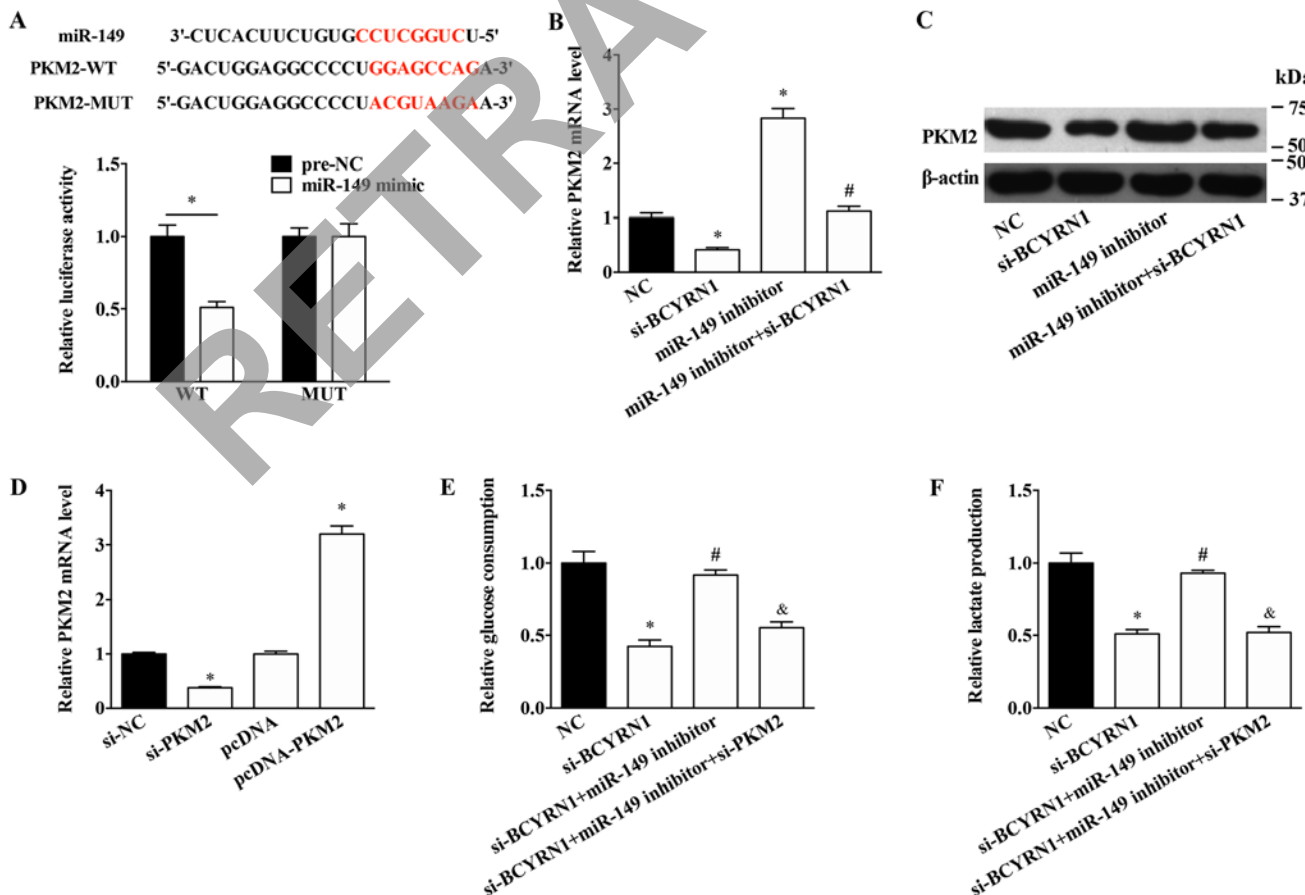 A
miR-149 3'-CUCACUUCUGUGCCUCGGUCU-5'
PKM2-WT 5'-GACUGGAGGCCCCUGGAGCCAGA-3'
PKM2-MUT 5'-GACUGGAGGCCCCUACGUAAGAA-3'
Relative luciferase activity
1.5
1.0
0.5
0.0
pre-NC
miR-149 mimic
*
WT MUT
B
Relative PKM2 mRNA level
4
3
2
1
0
*
*
#
NC
si-BCYRN1
miR-149 inhibitor
miR-149 inhibitor+si-BCYRN1
C
kDa
PKM2
75
50
β-actin
50
37
NC
si-BCYRN1
miR-149 inhibitor
miR-149 inhibitor+si-BCYRN1
D
Relative PKM2 mRNA level
4
3
2
1
0
*
*
si-NC
si-PKM2
pcDNA
pcDNA-PKM2
E
Relative glucose consumption
1.5
1.0
0.5
0.0
*
#
&
NC
si-BCYRN1
si-BCYRN1+miR-149 inhibitor
si-BCYRN1+miR-149 inhibitor+si-PKM2
F
Relative lactate production
1.5
1.0
0.5
0.0
*
#
&
NC
si-BCYRN1
si-BCYRN1+miR-149 inhibitor
si-BCYRN1+miR-149 inhibitor+si-PKM2
RETRA